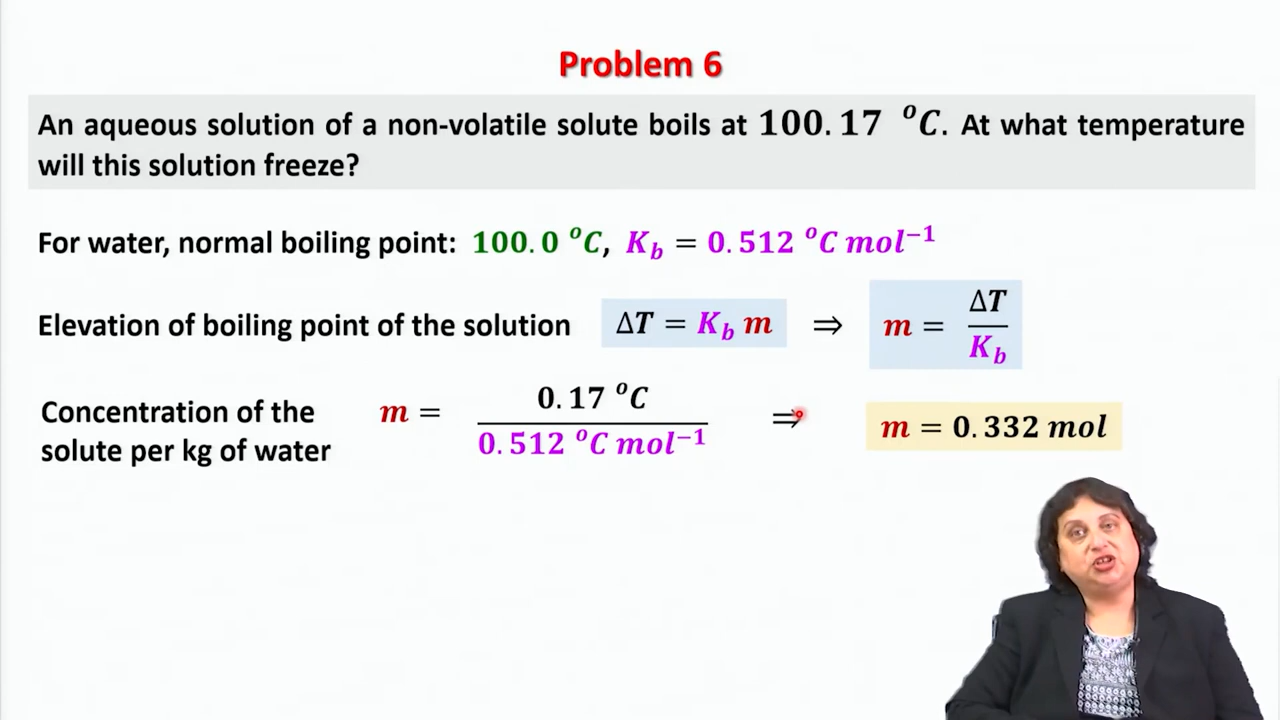 Problem 6
An aqueous solution of a non-volatile solute boils at 100.17 °C. At what temperature
will this solution freeze?
For water, normal boiling point: 100.0 °C, K_b = 0.512 °C mol⁻¹
Elevation of boiling point of the solution ΔT = K_b m ⇒ m = ΔT / K_b
Concentration of the
solute per kg of water
m = 0.17 °C / 0.512 °C mol⁻¹ ⇒ m = 0.332 mol